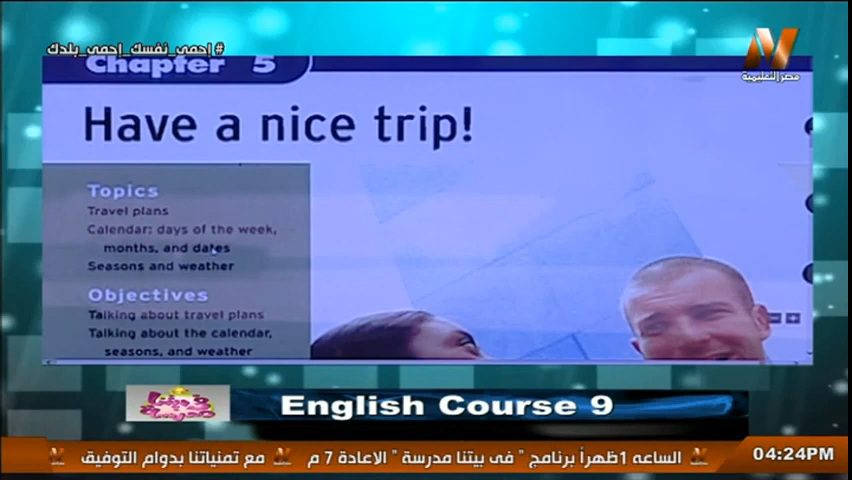 #إحمي_نفسك_إحمي_بلدك
مصر التعليمية
Chapter 5
Have a nice trip!
Topics
Travel plans
Calendar: days of the week,
months, and dates
Seasons and weather
Objectives
Talking about travel plans
Talking about the calendar,
seasons, and weather
English Course 9
الساعه 1ظهراً برنامج " فى بيتنا مدرسة " الاعادة 7 م
مع تمنياتنا بدوام التوفيق
04:24PM